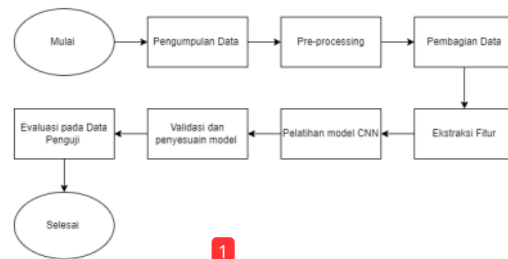 Mulai
Pengumpulan Data
Pre-processing
Pembagian Data
Ekstraksi Fitur
Pelatihan model CNN
Validasi dan
penyesuain model
Evaluasi pada Data
Penguji
Selesai
1